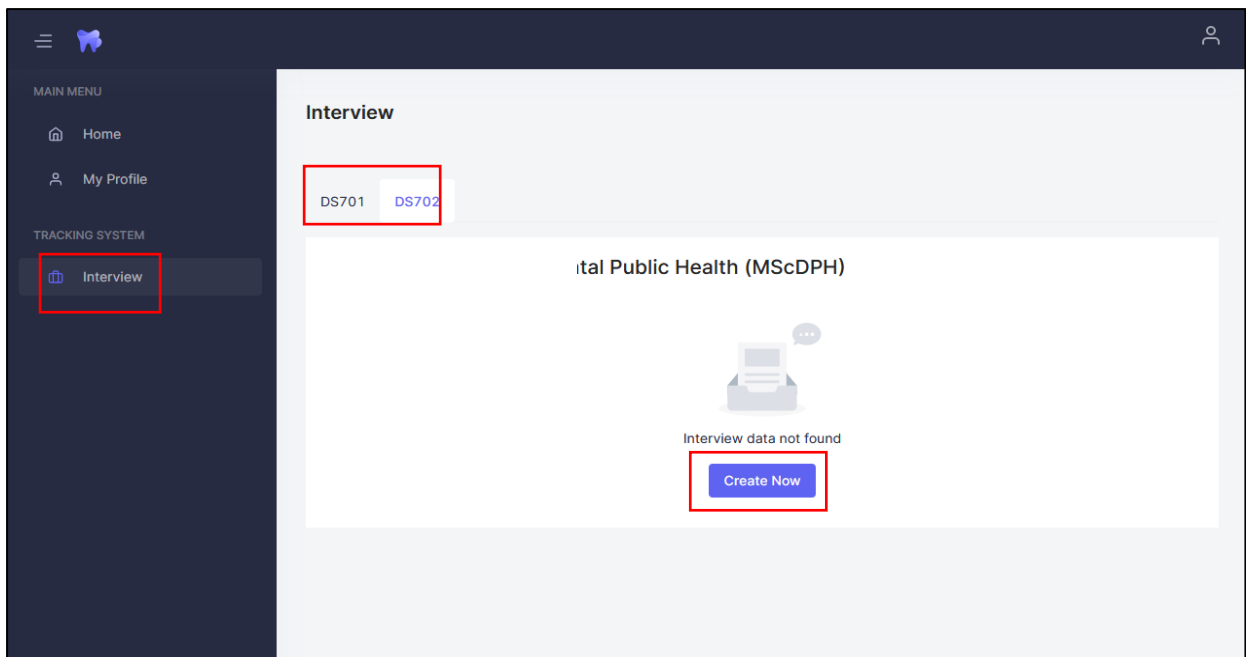 MAIN MENU
Home
My Profile
TRACKING SYSTEM
Interview
Interview
DS701 DS702
tal Public Health (MScDPH)
Interview data not found
Create Now